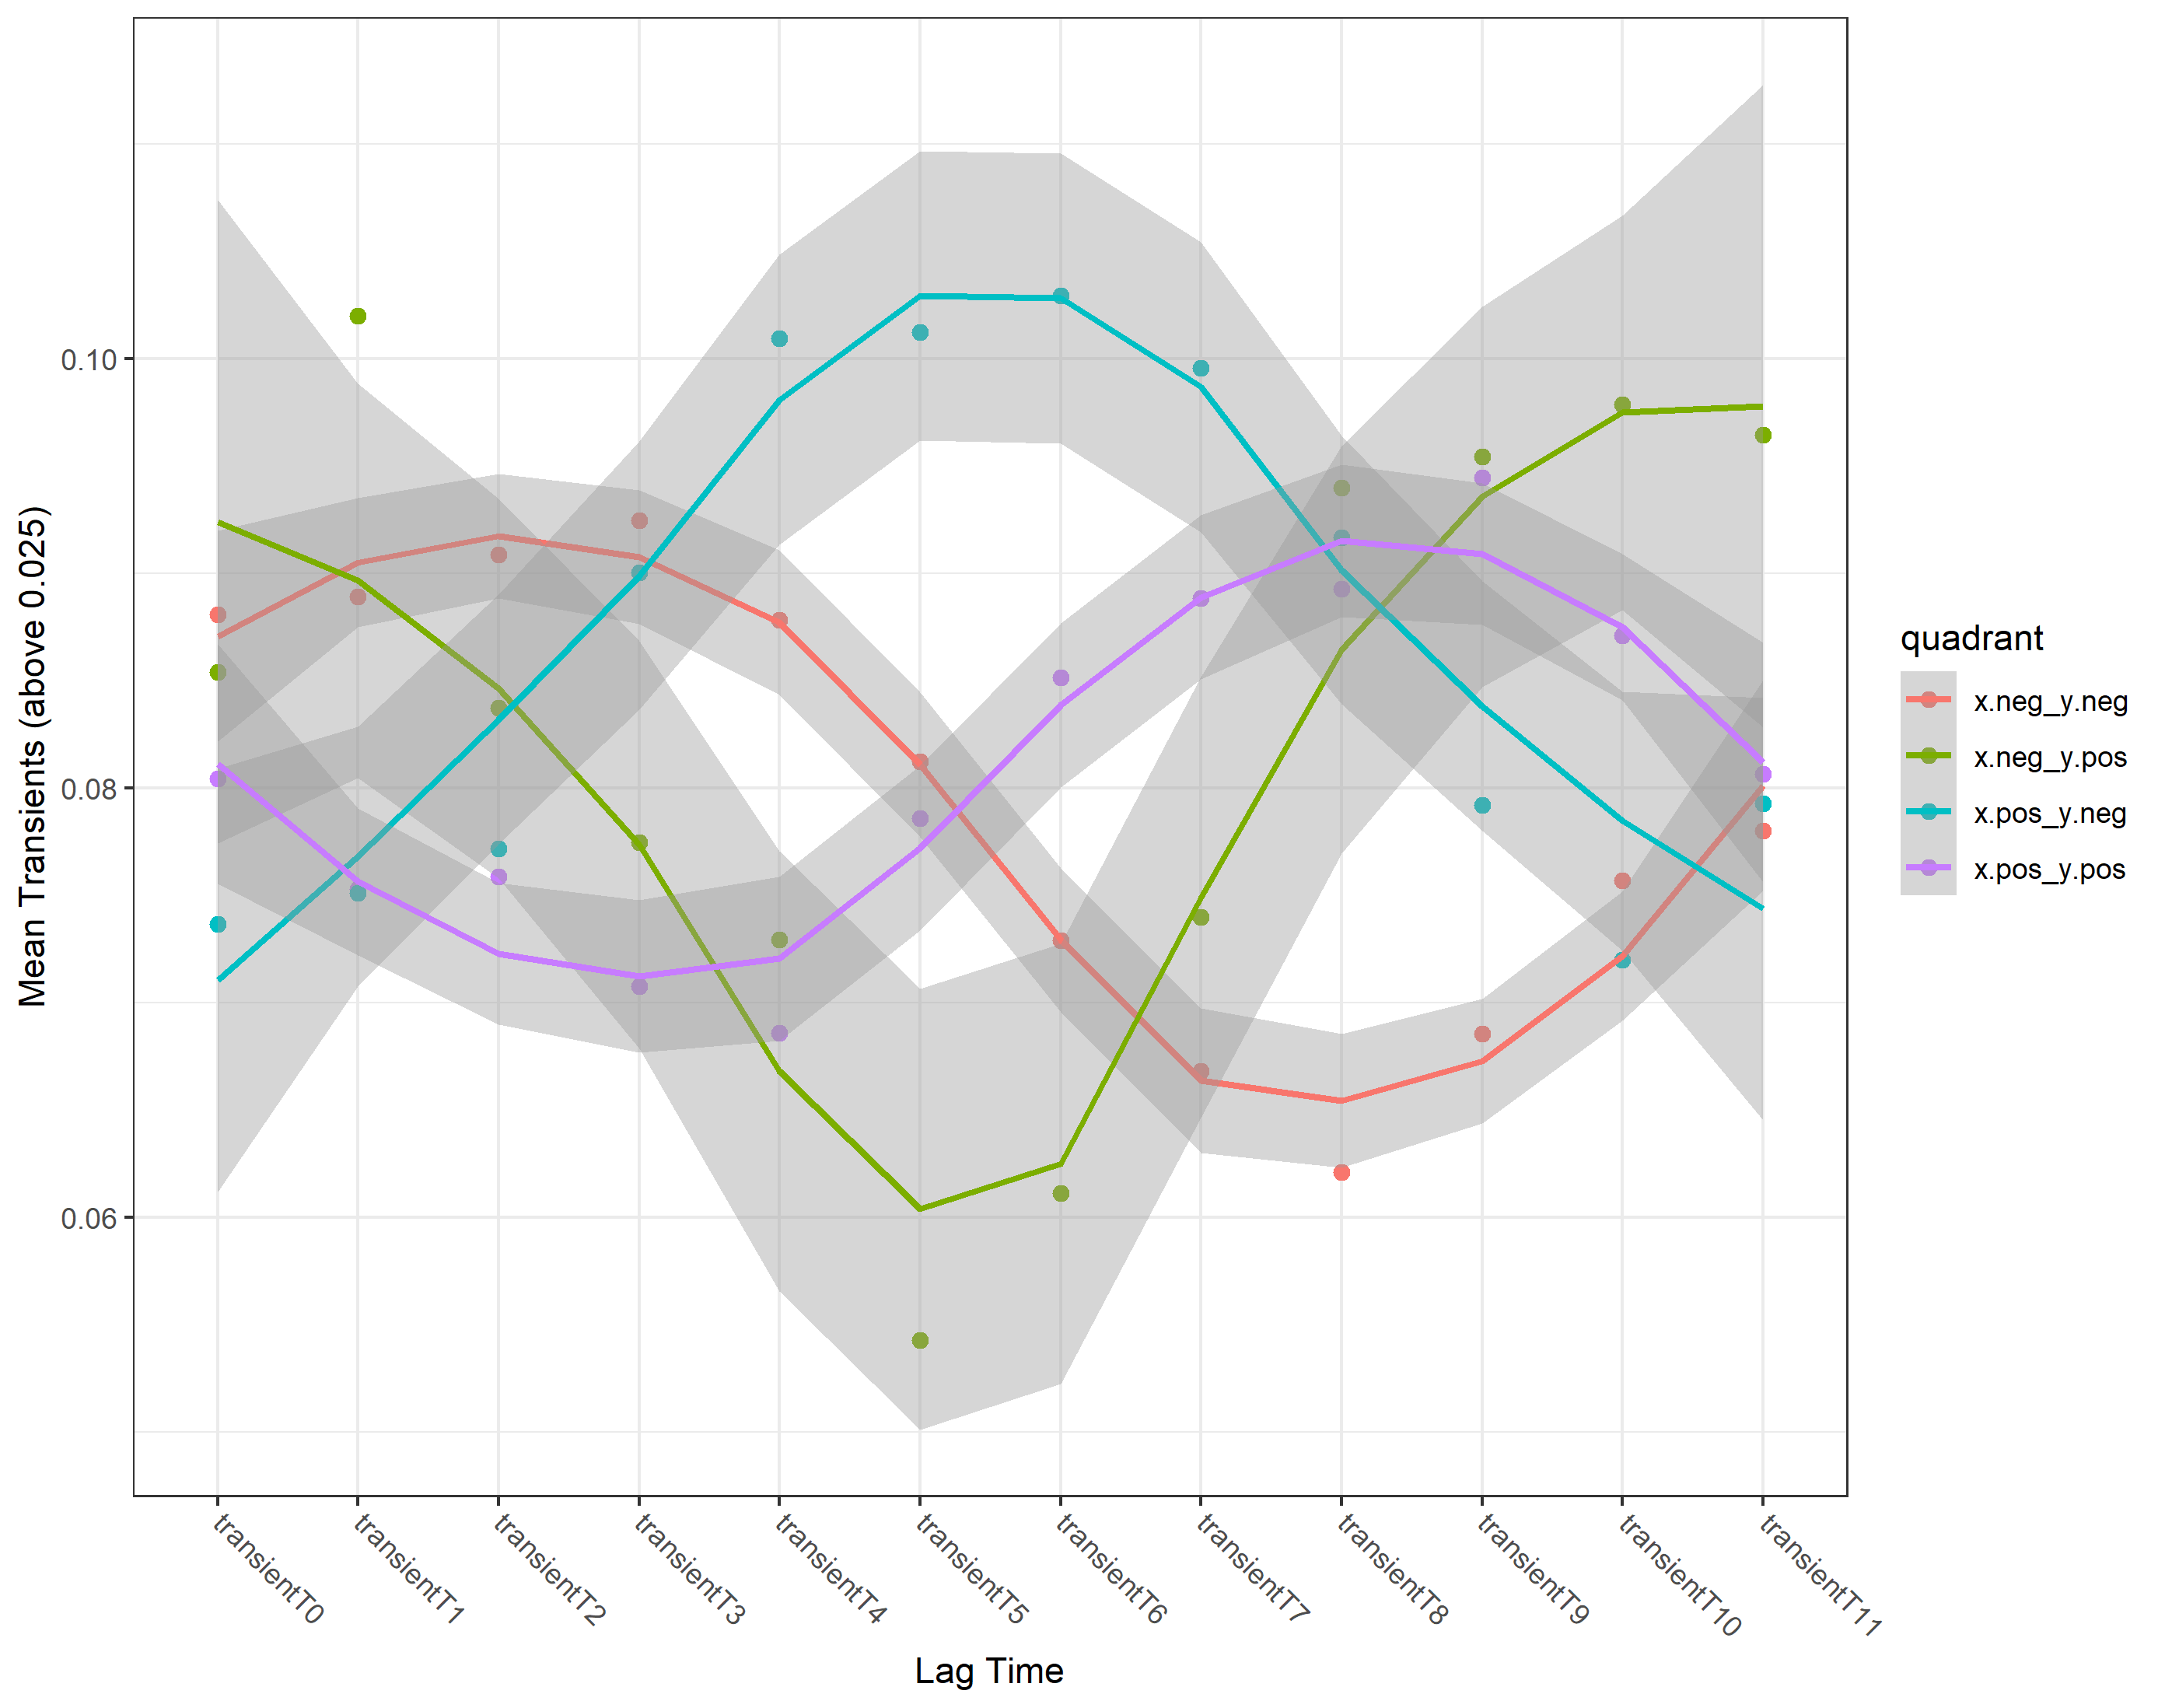 Mean Transients (above 0.025)
0.10
0.08
0.06
transientT0
transientT1
transientT2
transientT3
transientT4
transientT5
transientT6
transientT7
transientT8
transientT9
transientT10
transientT11
Lag Time
quadrant
x.neg_y.neg
x.neg_y.pos
x.pos_y.neg
x.pos_y.pos